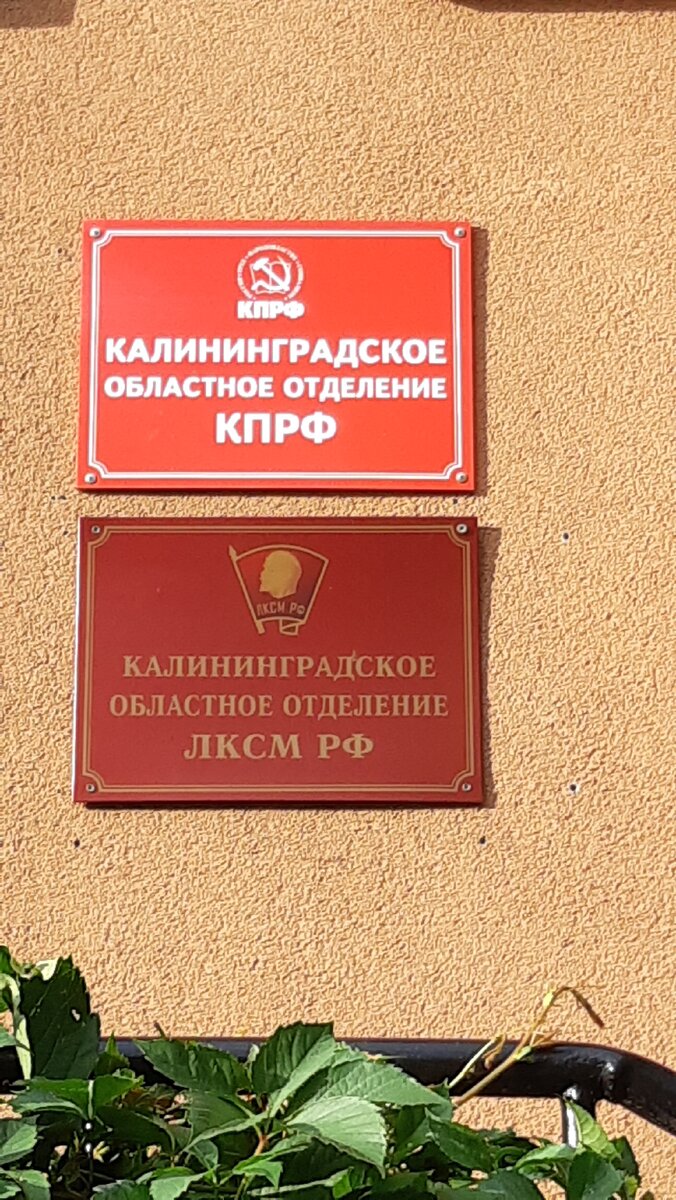 КПРФ
КАЛИНИНГРАДСКОЕ
ОБЛАСТНОЕ ОТДЕЛЕНИЕ
КПРФ
ЛКСМ РФ
КАЛИНИНГРАДСКОЕ
ОБЛАСТНОЕ ОТДЕЛЕНИЕ
ЛКСМ РФ